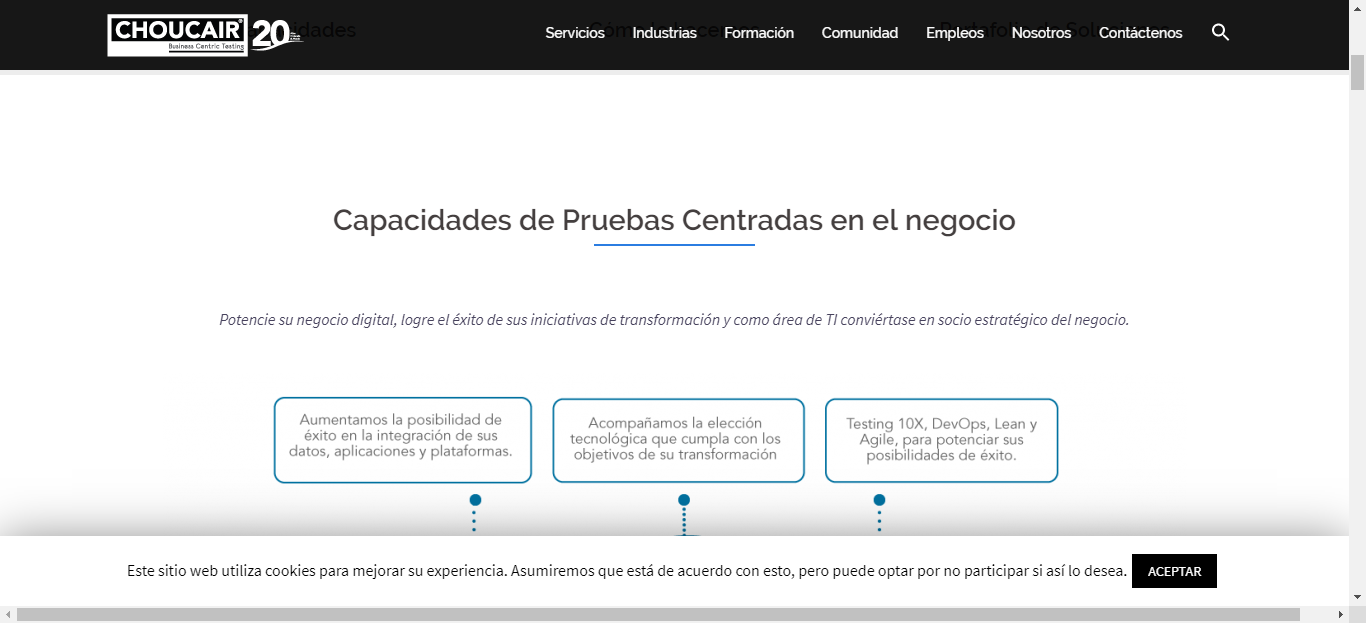 CHOUCAIR
Business Centric Testing
20
Servicios Industrias Formación Comunidad Empleos Nosotros Contáctenos
Capacidades de Pruebas Centradas en el negocio
Potencie su negocio digital, logre el éxito de sus iniciativas de transformación y como área de TI conviértase en socio estratégico del negocio.
Aumentamos la posibilidad de
éxito en la integración de sus
datos, aplicaciones y plataformas.
Acompañamos la elección
tecnológica que cumpla con los
objetivos de su transformación
Testing 10X, DevOps, Lean y
Agile, para potenciar sus
posibilidades de éxito.
Este sitio web utiliza cookies para mejorar su experiencia. Asumiremos que está de acuerdo con esto, pero puede optar por no participar si así lo desea. ACEPTAR